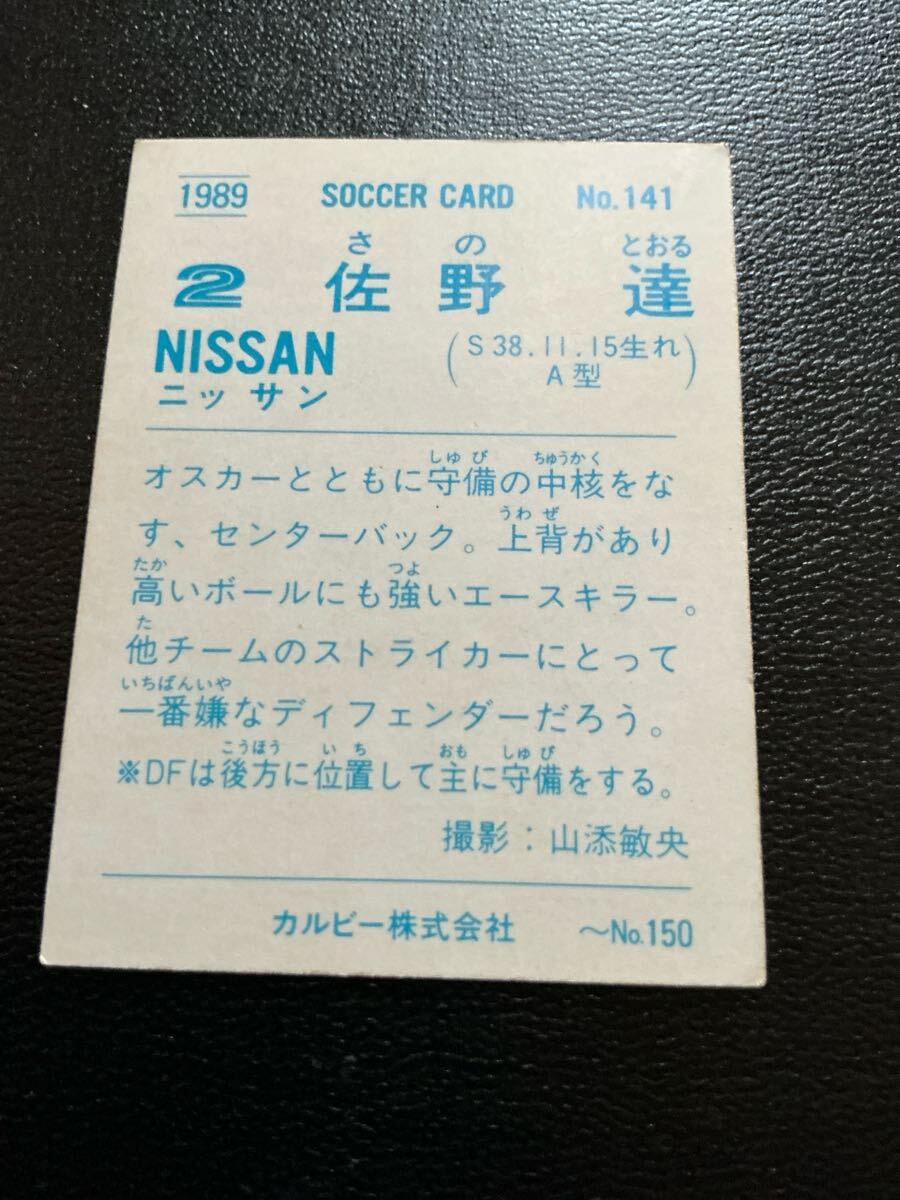 1989 SOCCER CARD No.141
さの とおる
2 佐野 達
NISSAN (S38.11.15生れ
ニッサン A型)
しゅび ちゅうかく
オスカーとともに守備の中核をな
うわぜ
す、センターバック。上背があり
たか つよ
高いボールにも強いエースキラー。
た
他チームのストライカーにとって
いちばんいや
一番嫌なディフェンダーだろう。
こうほう いち おも しゅび
※DFは後方に位置して主に守備をする。
撮影：山添敏央
カルビー株式会社 〜No.150